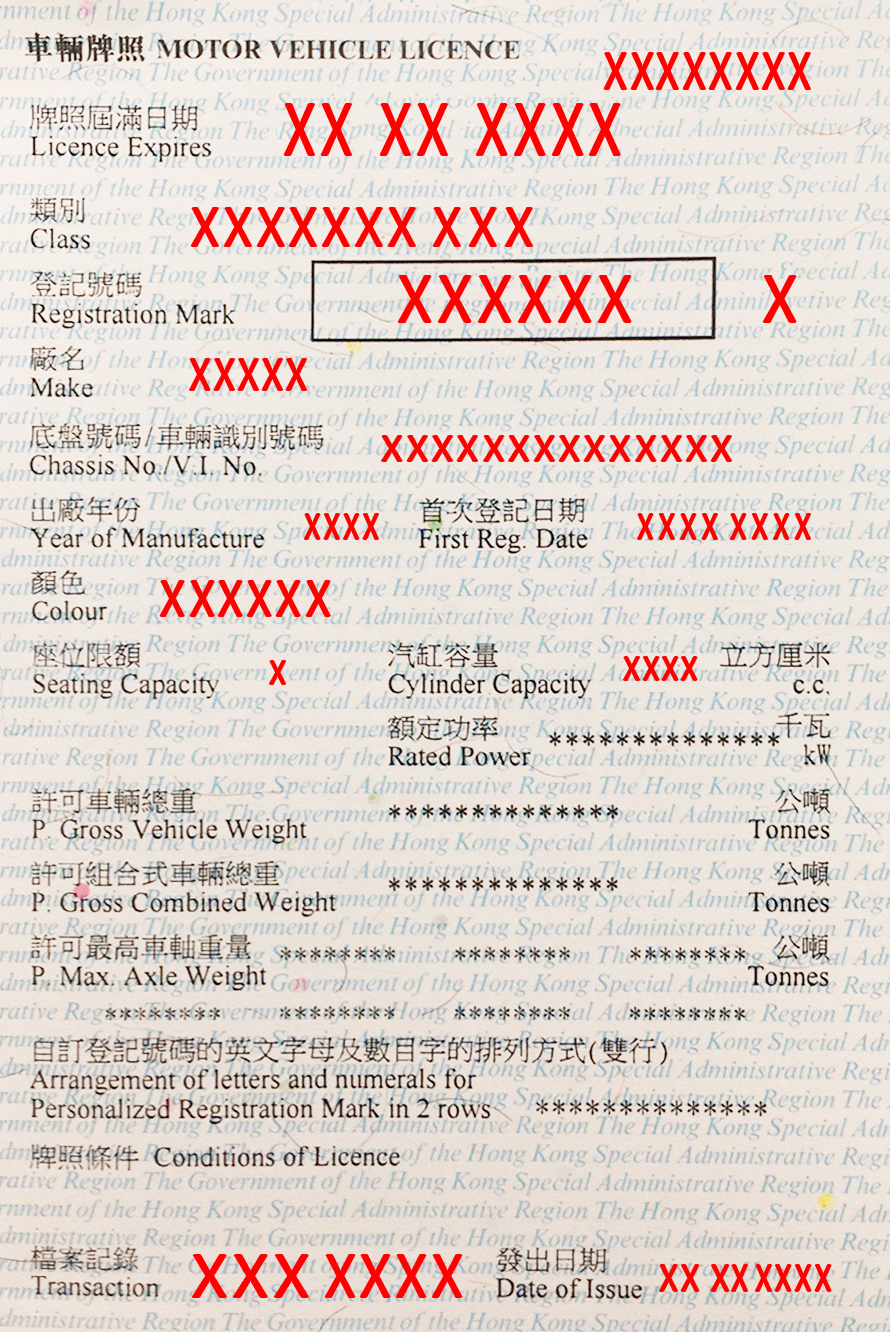 車輛牌照 MOTOR VEHICLE LICENCE
XXXXXXXX
牌照屆滿日期
Licence Expires XX XX XXXX
類別
Class XXXXXXX XXX
登記號碼
Registration Mark XXXXXX X
廠名
Make XXXXX
底盤號碼/車輛識別號碼
Chassis No./V.I. No. XXXXXXXXXXXXXX
出廠年份 首次登記日期
Year of Manufacture XXXX First Reg. Date XXXX XXXX
顏色
Colour XXXXXX
座位限額 汽缸容量 立方厘米
Seating Capacity X Cylinder Capacity XXXX c.c.
額定功率 千瓦
Rated Power ************** kW
許可車輛總重 公噸
P. Gross Vehicle Weight ************** Tonnes
許可組合式車輛總重 公噸
P. Gross Combined Weight ************** Tonnes
許可最高車軸重量 ******** ******** ******** 公噸
P. Max. Axle Weight Tonnes
******** ******** ******** ********
自訂登記號碼的英文字母及數目字的排列方式(雙行)
Arrangement of letters and numerals for
Personalized Registration Mark in 2 rows **************
牌照條件 Conditions of Licence
檔案記錄 發出日期
Transaction XXX XXXX Date of Issue XX XX XXXX